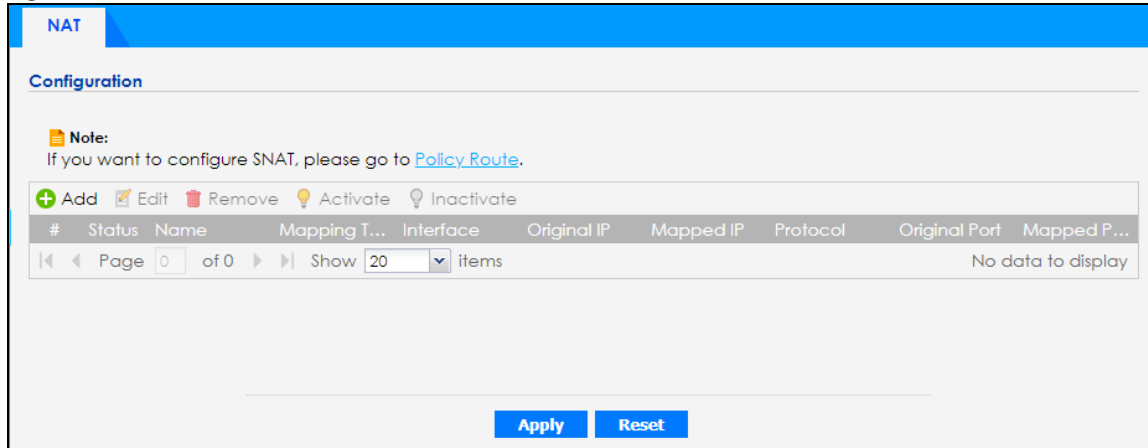 NAT
Configuration
Note:
If you want to configure SNAT, please go to Policy Route.
Add Edit Remove Activate Inactivate
# Status Name Mapping T... Interface Original IP Mapped IP Protocol Original Port Mapped P...
Page 0 of 0 Show 20 items No data to display
Apply Reset